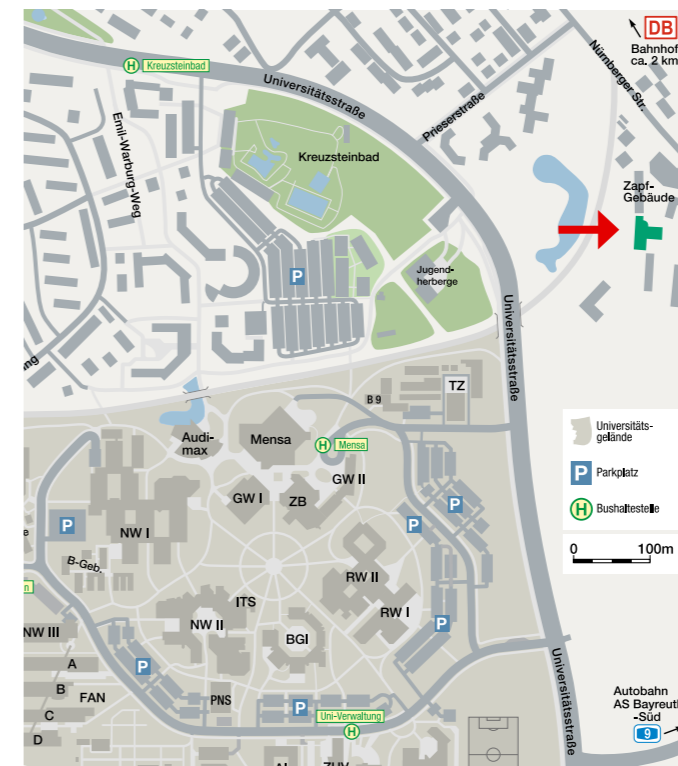 DB
Bahnhof
ca. 2 km
Nürnberger Str.
H Kreuzsteinbad
Universitätsstraße
Prieserstraße
Emil-Warburg-Weg
Kreuzsteinbad
Zapf-
Gebäude
P
Jugend-
herberge
Universitätsstraße
TZ
B 9
Audi-
max
Mensa
H Mensa
GW II
GW I
ZB
P
P
P
NW I
B-Geb.
RW II
RW I
ITS
NW II
BGI
P
NW III
A
B
FAN
C
D
P
PNS
P
Uni-Verwaltung
H
Universitätsstraße
Universitäts-
gelände
P Parkplatz
H Bushaltestelle
0 100m
Autobahn
AS Bayreuth
-Süd
9